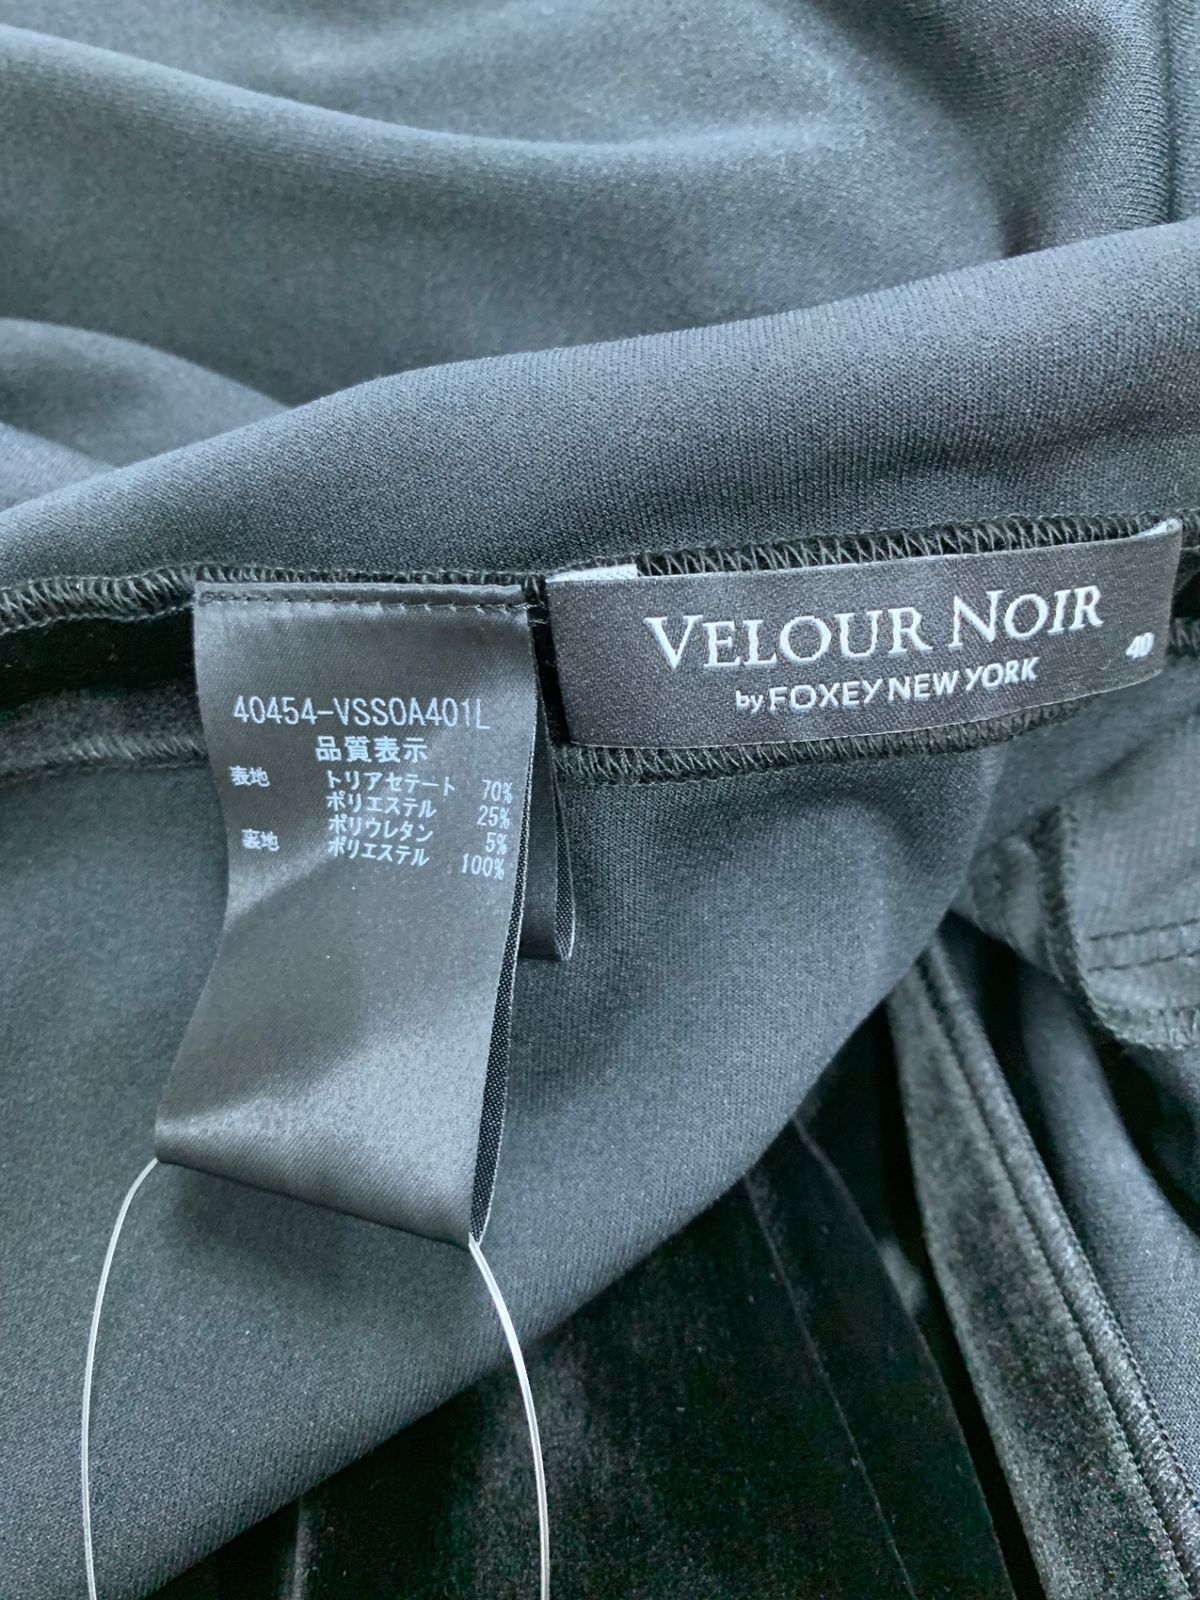 40454-VSSOA401L
品質表示
表地 トリアセテート 70%
ポリエステル 25%
ポリウレタン 5%
裏地 ポリエステル 100%
VELOUR NOIR
by FOXEY NEW YORK
40